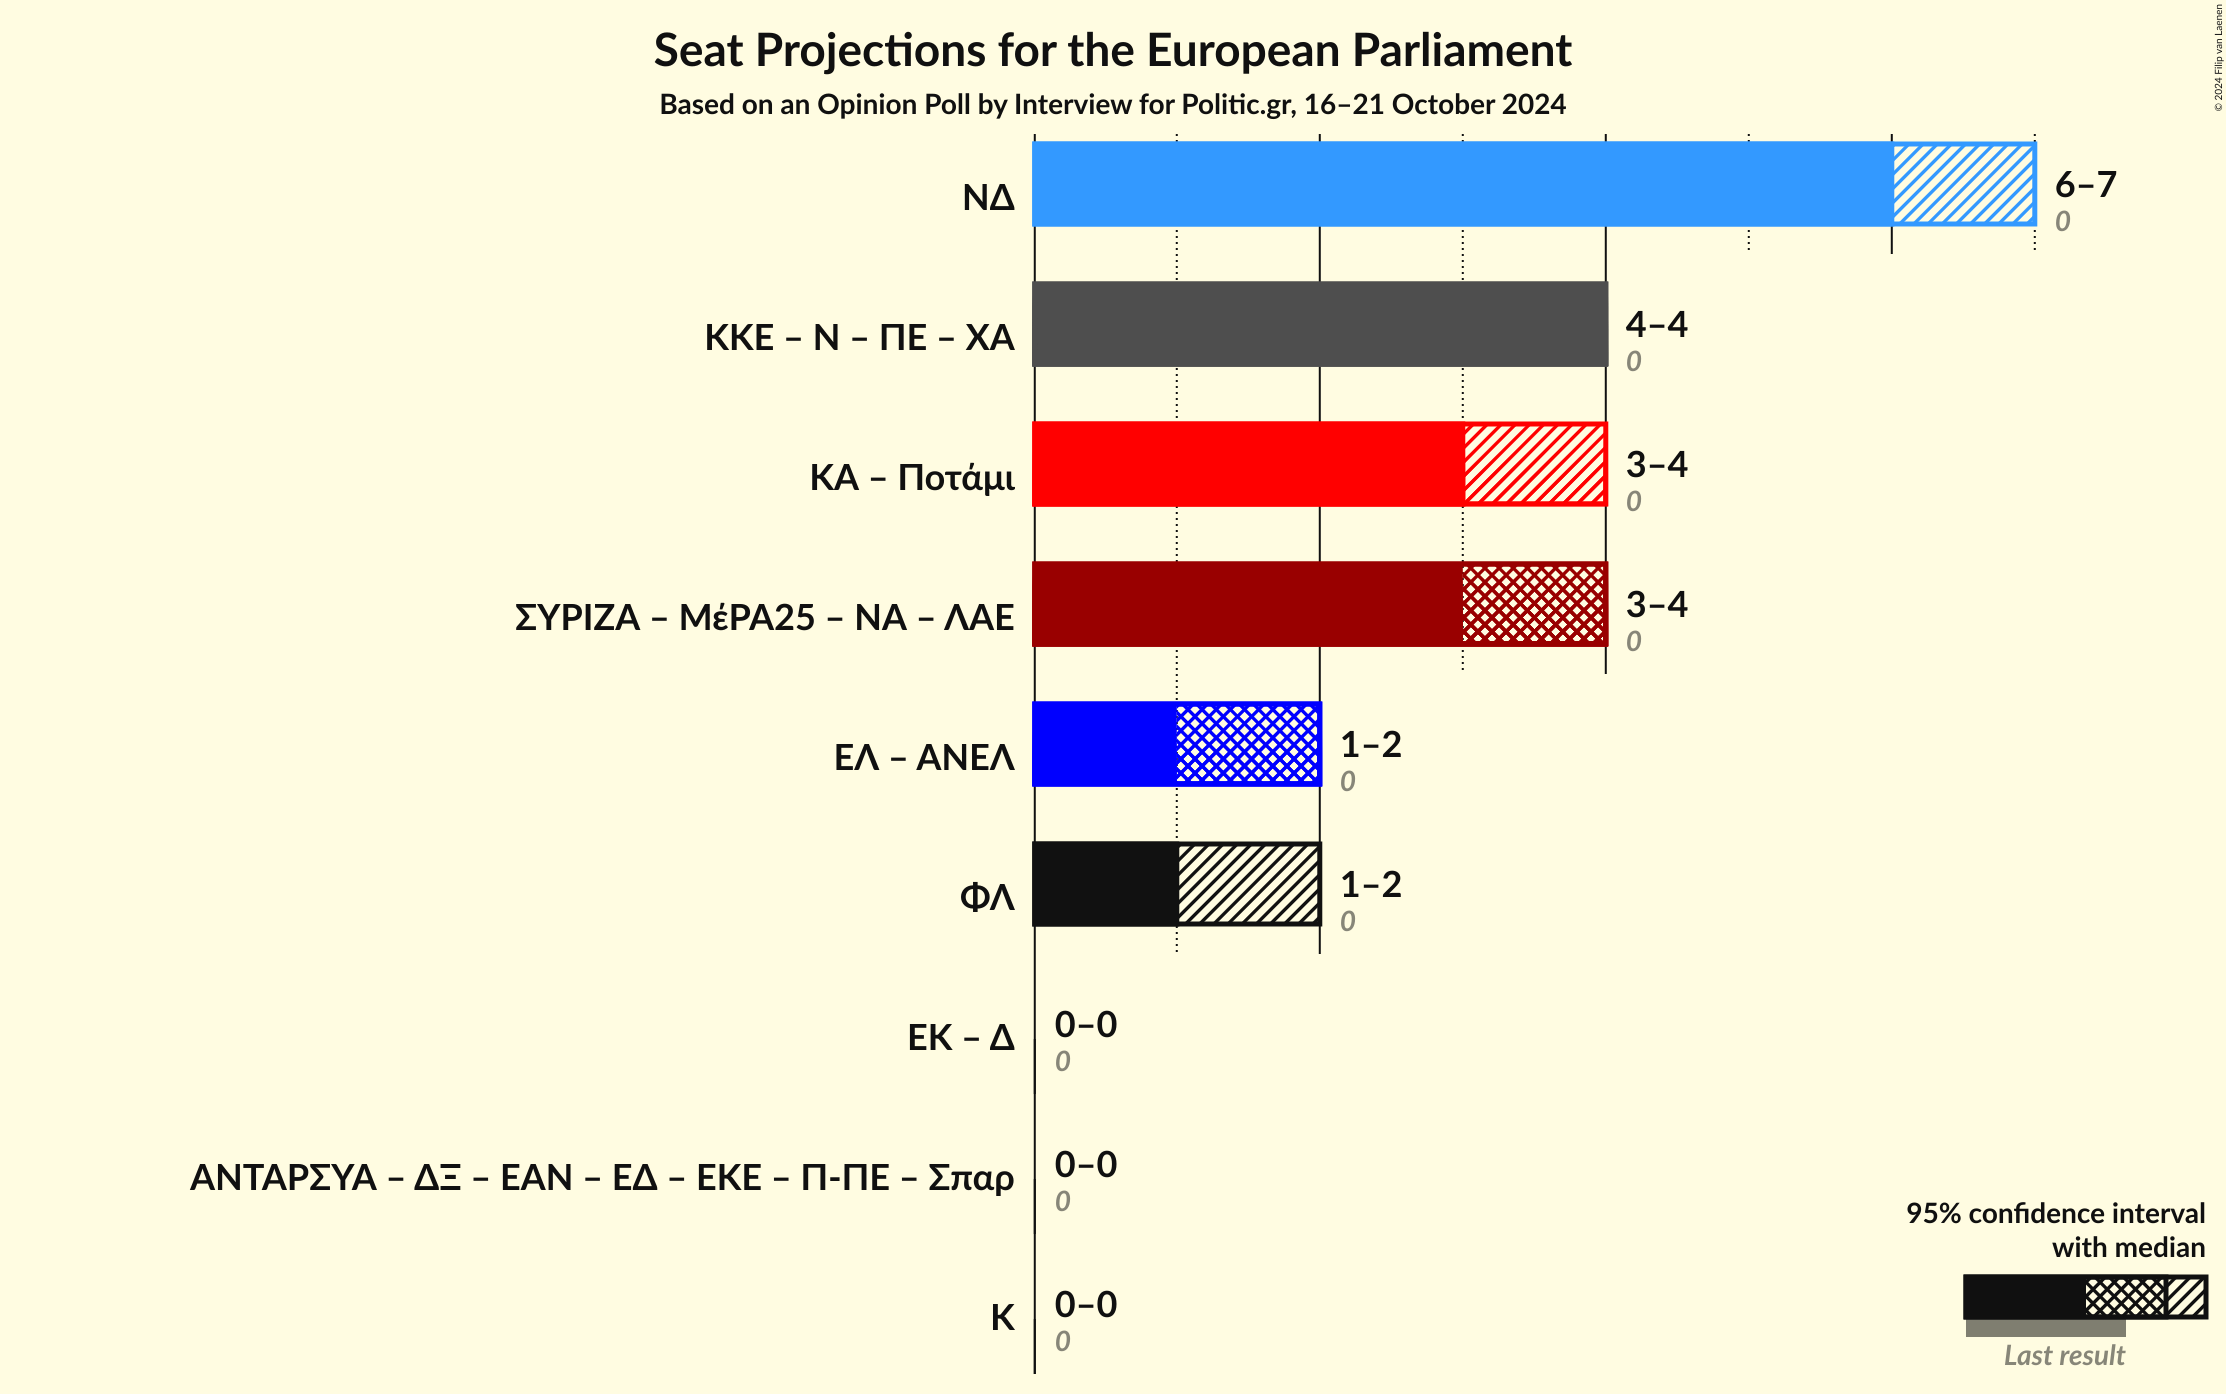 Seat Projections for the European Parliament
Based on an Opinion Poll by Interview for Politic.gr, 16–21 October 2024
© 2024 Filip van Laenen
ΝΔ
6–7
0
ΚΚΕ – Ν – ΠΕ – ΧΑ
4–4
0
ΚΑ – Ποτάμι
3–4
0
ΣΥΡΙΖΑ – ΜέΡΑ25 – ΝΑ – ΛΑΕ
3–4
0
ΕΛ – ΑΝΕΛ
1–2
0
ΦΛ
1–2
0
ΕΚ – Δ
0–0
0
ΑΝΤΑΡΣΥΑ – ΔΞ – ΕΑΝ – ΕΔ – ΕΚΕ – Π-ΠΕ – Σπαρ
0–0
0
Κ
0–0
0
95% confidence interval
with median
Last result